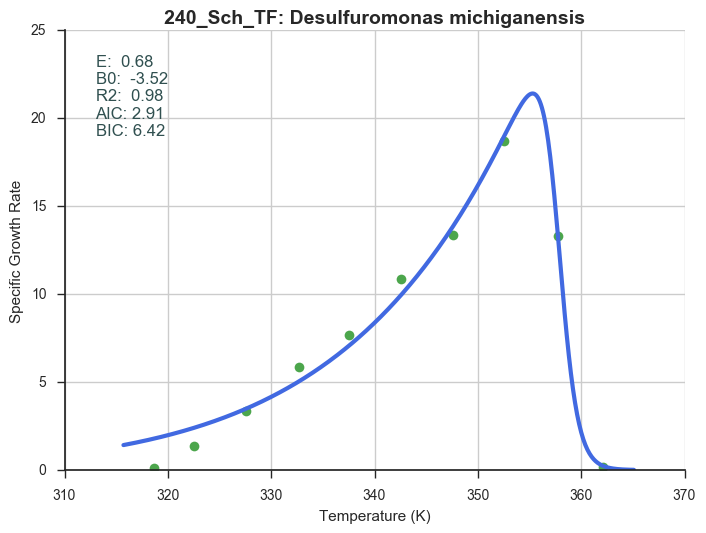 240_Sch_TF: Desulfuromonas michiganensis
E:  0.68
B0:  -3.52
R2:  0.98
AIC: 2.91
BIC: 6.42
Specific Growth Rate
25
20
15
10
5
0
310 320 330 340 350 360 370
Temperature (K)